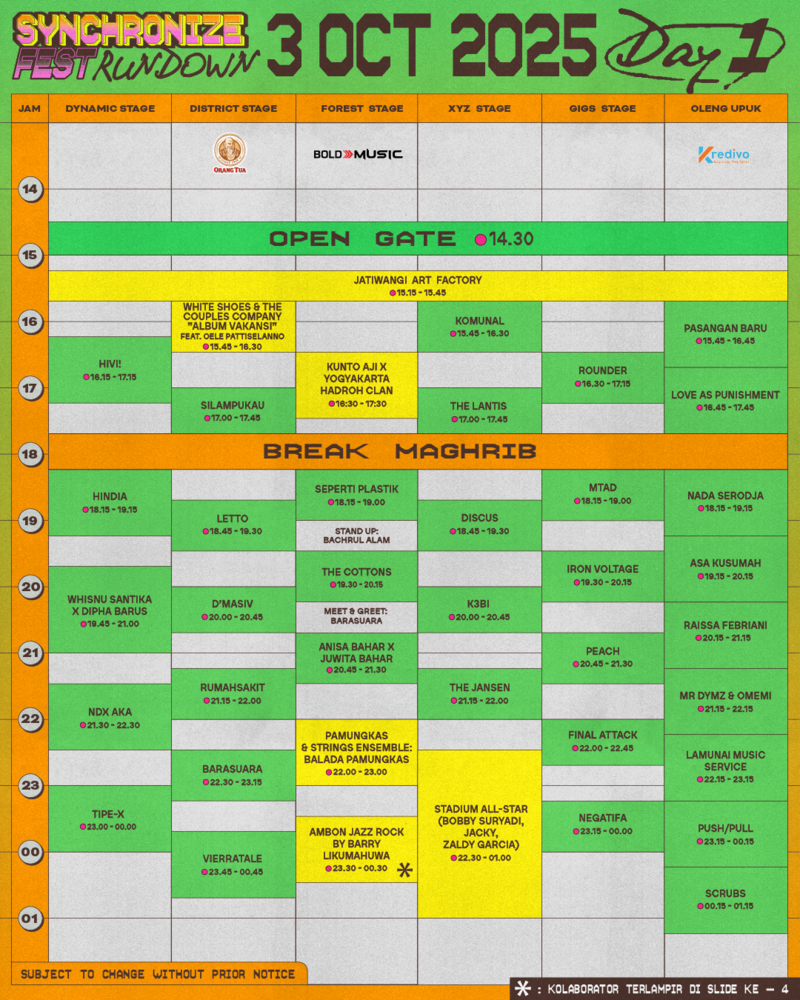 SYNCHRONIZE
FEST RUNDOWN
3 OCT 2025
Day 1
JAM
DYNAMIC STAGE
DISTRICT STAGE
FOREST STAGE
XYZ STAGE
GIGS STAGE
OLENG UPUK
ORANG TUA
BOLD MUSIC
Kredivo
14
OPEN GATE 14.30
15
JATIWANGI ART FACTORY
15.15 - 15.45
16
17
HIVI!
16.15 - 17.15
WHITE SHOES & THE
COUPLES COMPANY
"ALBUM VAKANSI"
FEAT. OELE PATTISELANNO
15.45 - 16.30
SILAMPUKAU
17.00 - 17.45
KUNTO AJI X
YOGYAKARTA
HADROH CLAN
16:30 - 17:30
KOMUNAL
15.45 - 16.30
THE LANTIS
17.00 - 17.45
ROUNDER
16.30 - 17.15
PASANGAN BARU
15.45 - 16.45
LOVE AS PUNISHMENT
16.45 - 17.45
18
BREAK MAGHRIB
19
20
21
22
23
00
01
HINDIA
18.15 - 19.15
WHISNU SANTIKA
X DIPHA BARUS
19.45 - 21.00
NDX AKA
21.30 - 22.30
TIPE-X
23.00 - 00.00
LETTO
18.45 - 19.30
D'MASIV
20.00 - 20.45
RUMAHSAKIT
21.15 - 22.00
BARASUARA
22.30 - 23.15
VIERRATALE
23.45 - 00.45
SEPERTI PLASTIK
18.15 - 19.00
STAND UP:
BACHRUL ALAM
THE COTTONS
19.30 - 20.15
MEET & GREET:
BARASUARA
ANISA BAHAR X
JUWITA BAHAR
20.45 - 21.30
PAMUNGKAS
& STRINGS ENSEMBLE:
BALADA PAMUNGKAS
22.00 - 23.00
AMBON JAZZ ROCK
BY BARRY
LIKUMAHUWA
23.30 - 00.30 *
DISCUS
18.45 - 19.30
K3BI
20.00 - 20.45
THE JANSEN
21.15 - 22.00
STADIUM ALL-STAR
(BOBBY SURYADI,
JACKY,
ZALDY GARCIA)
22.30 - 01.00
MTAD
18.15 - 19.00
IRON VOLTAGE
19.30 - 20.15
PEACH
20.45 - 21.30
FINAL ATTACK
22.00 - 22.45
NEGATIFA
23.15 - 00.00
NADA SERODJA
18.15 - 19.15
ASA KUSUMAH
19.15 - 20.15
RAISSA FEBRIANI
20.15 - 21.15
MR DYMZ & OMEMI
21.15 - 22.15
LAMUNAI MUSIC
SERVICE
22.15 - 23.15
PUSH/PULL
23.15 - 00.15
SCRUBS
00.15 - 01.15
SUBJECT TO CHANGE WITHOUT PRIOR NOTICE
* : KOLABORATOR TERLAMPIR DI SLIDE KE - 4